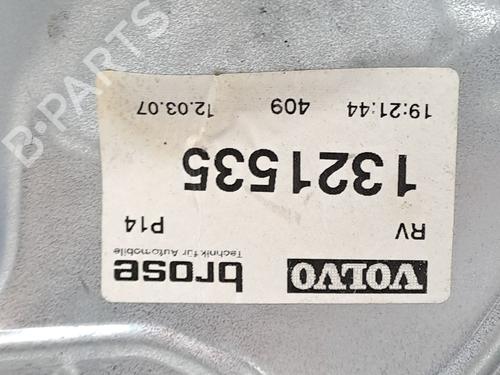 VOLVO brose
Technik für Automobile
RV P14
1321535
19:21:44 409 12.03.07
B-PARTS